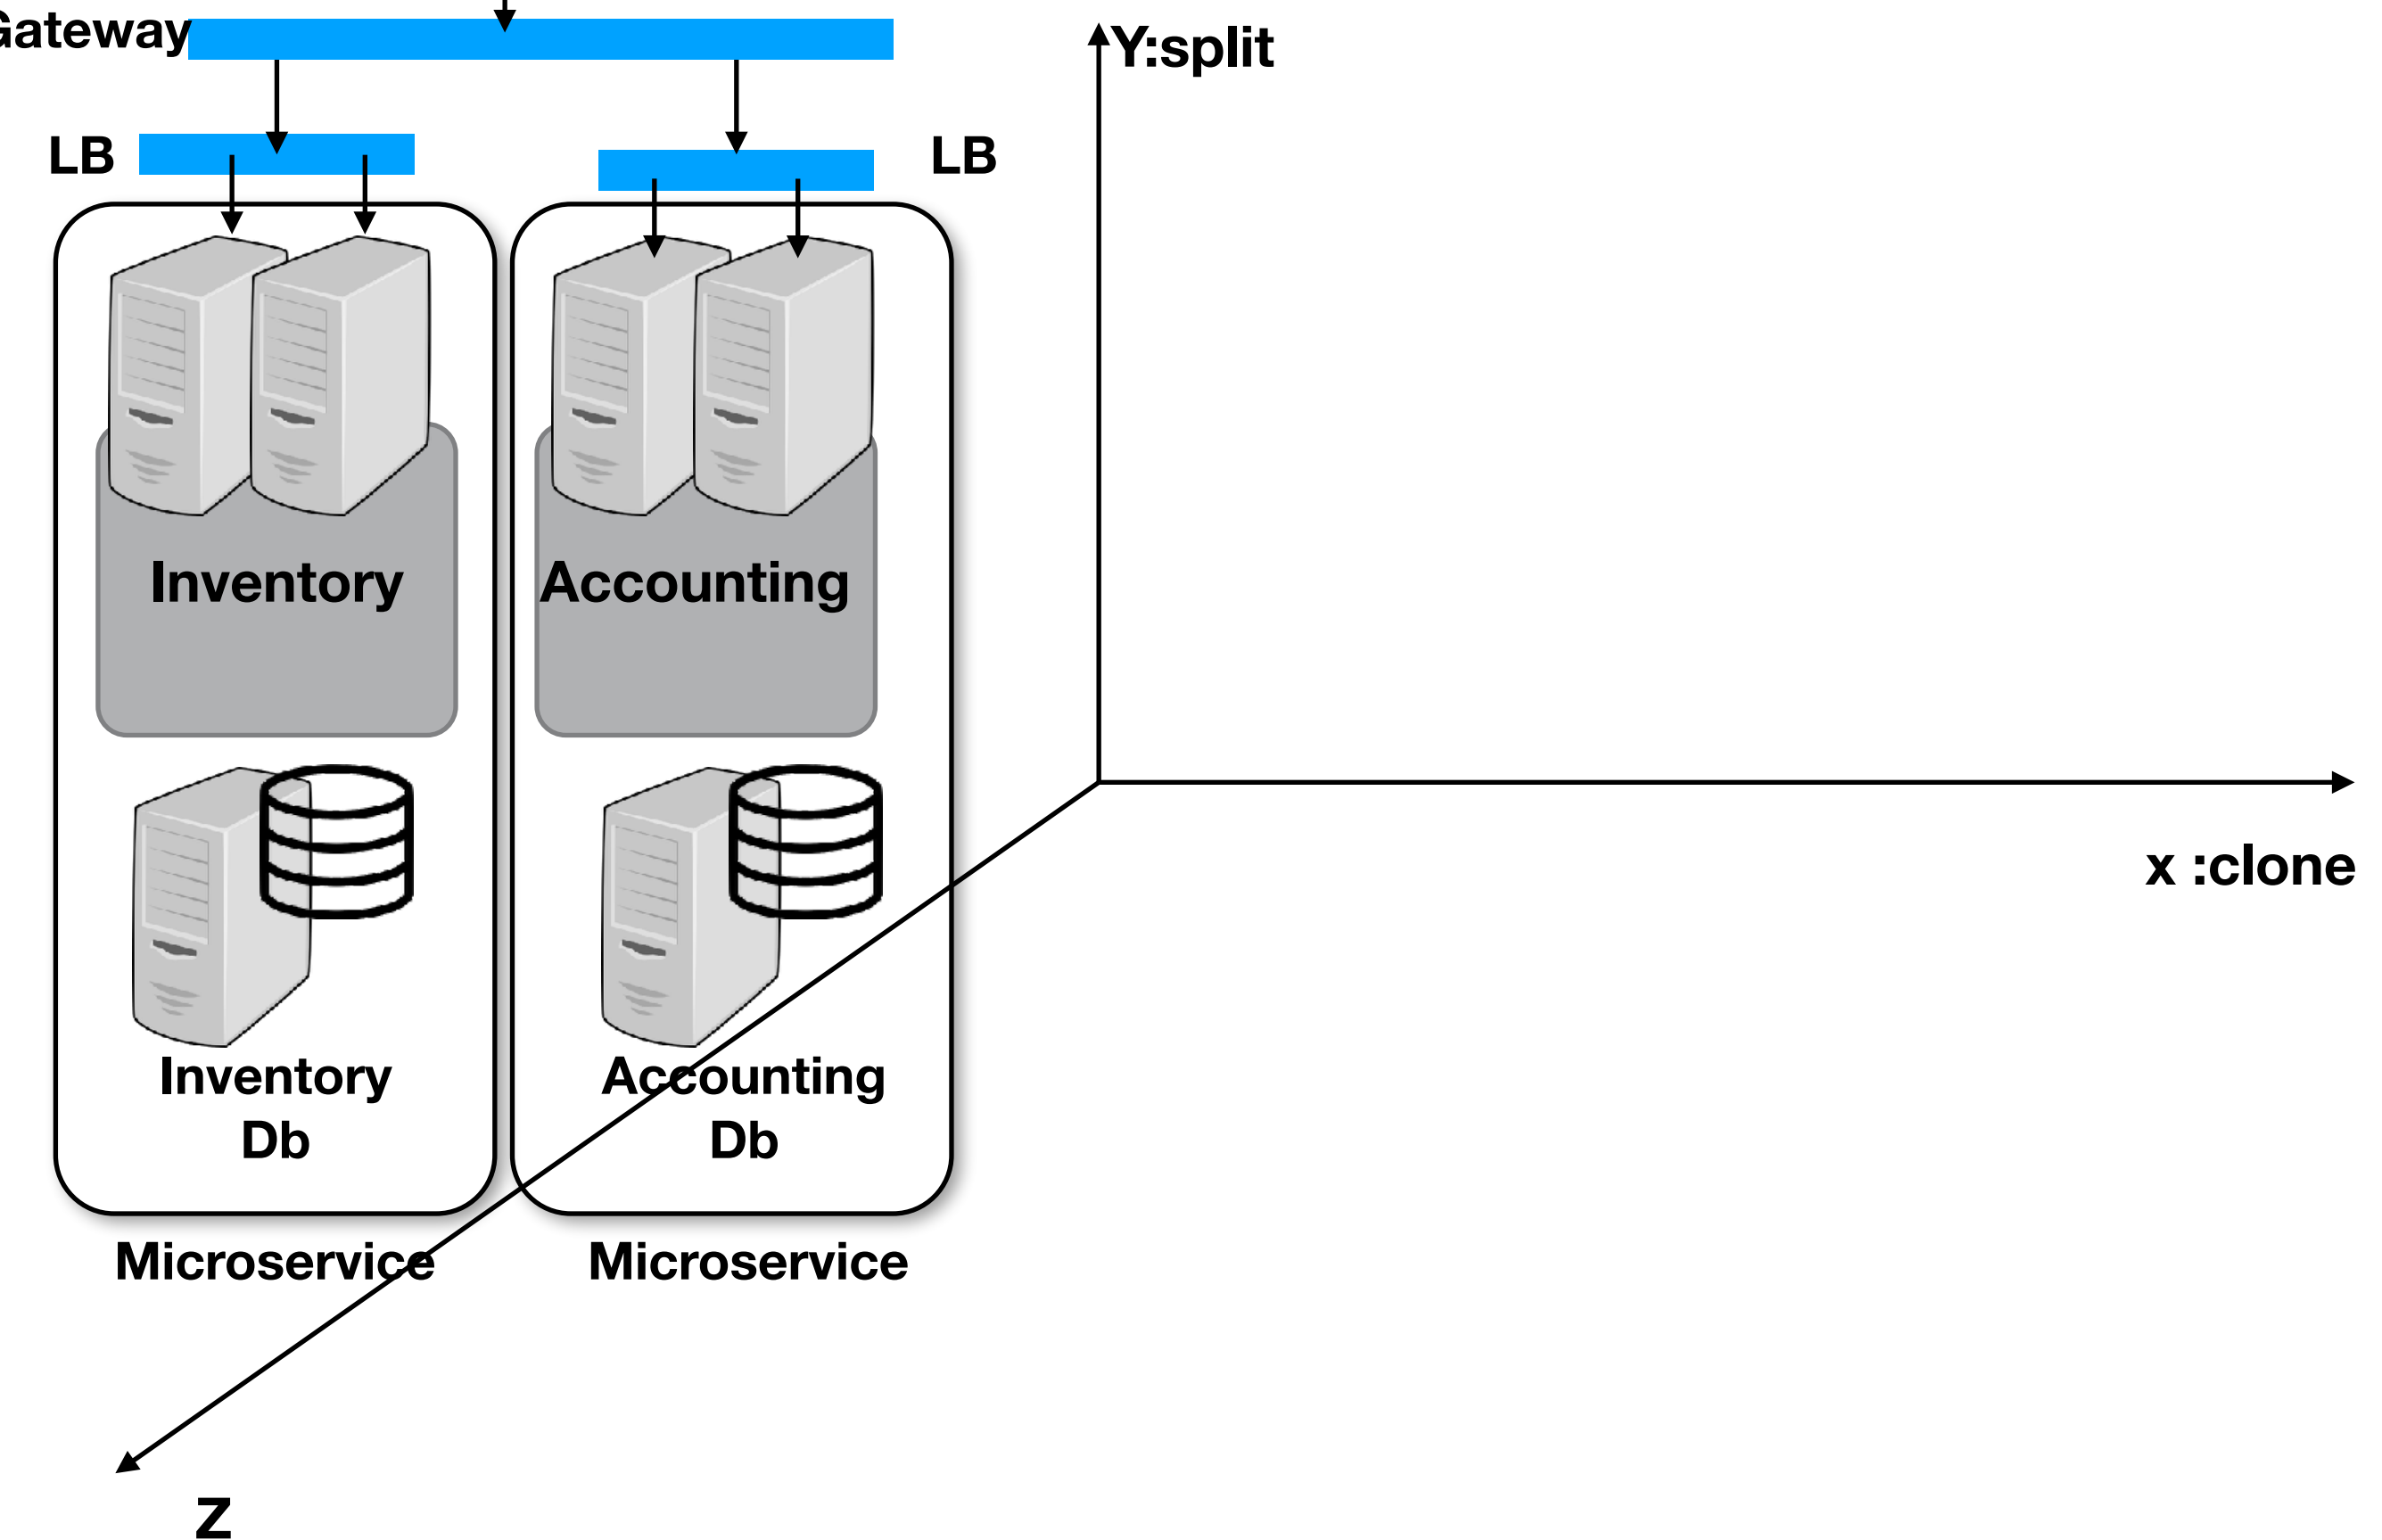 Gateway
Y:split
LB
LB
Inventory
Accounting
x :clone
Inventory
Db
Accounting
Db
Microservice
Microservice
Z